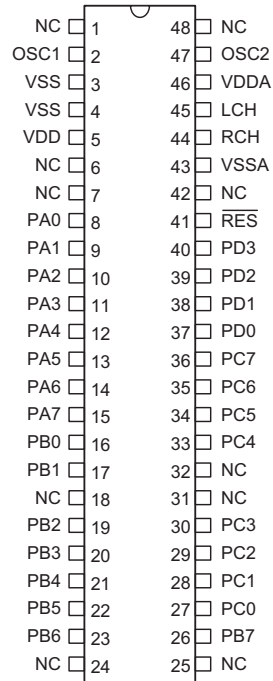 NC 1 48 NC
OSC1 2 47 OSC2
VSS 3 46 VDDA
VSS 4 45 LCH
VDD 5 44 RCH
NC 6 43 VSSA
NC 7 42 NC
PA0 8 41 RES
PA1 9 40 PD3
PA2 10 39 PD2
PA3 11 38 PD1
PA4 12 37 PD0
PA5 13 36 PC7
PA6 14 35 PC6
PA7 15 34 PC5
PB0 16 33 PC4
PB1 17 32 NC
NC 18 31 NC
PB2 19 30 PC3
PB3 20 29 PC2
PB4 21 28 PC1
PB5 22 27 PC0
PB6 23 26 PB7
NC 24 25 NC